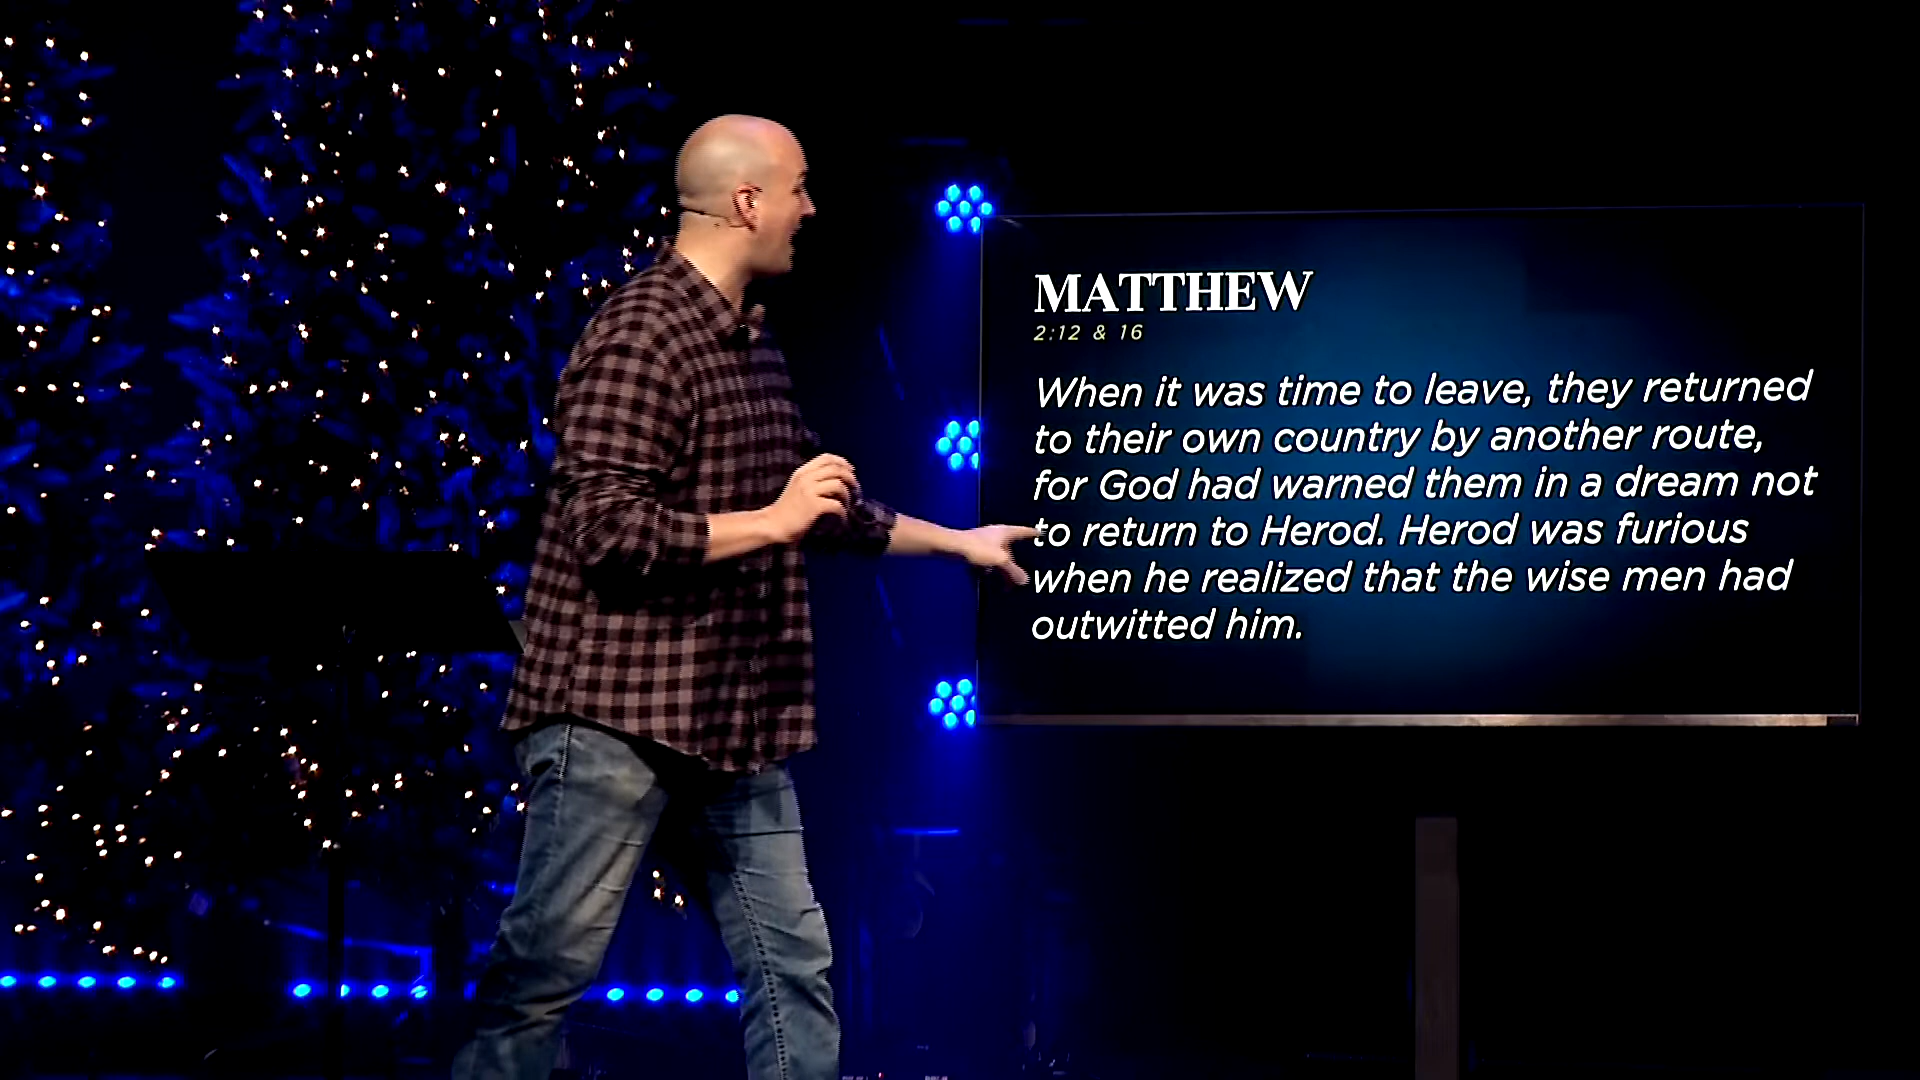 MATTHEW
2:12 & 16
When it was time to leave, they returned
to their own country by another route,
for God had warned them in a dream not
to return to Herod. Herod was furious
when he realized that the wise men had
outwitted him.